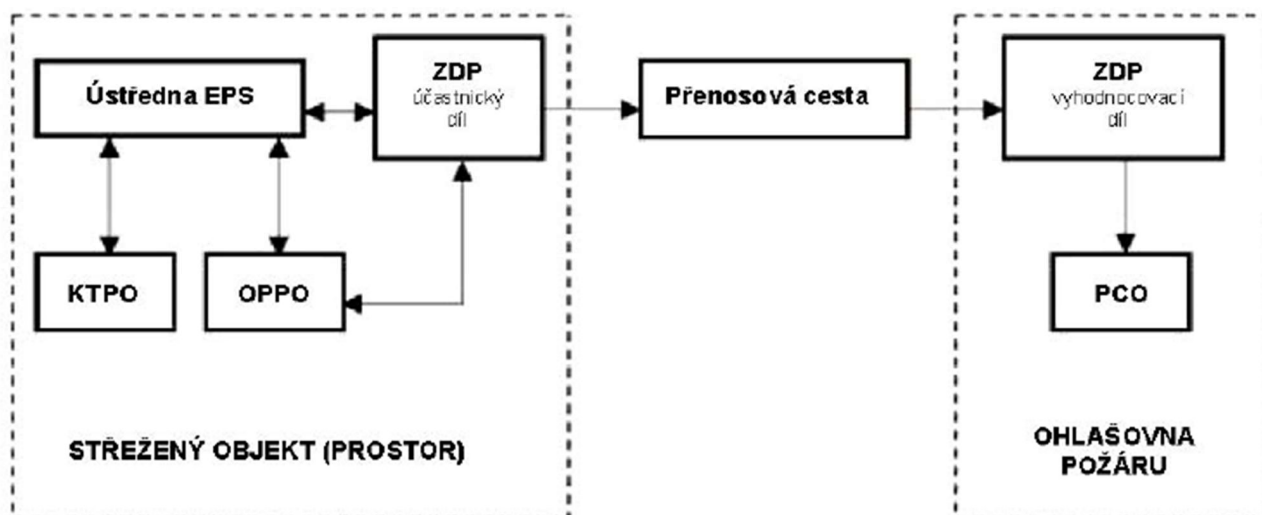 Ústředna EPS
ZDP
účastnický
díl
Přenosová cesta
ZDP
vyhodnocovací
díl
KTPO
OPPO
PCO
STŘEŽENÝ OBJEKT (PROSTOR)
OHLAŠOVNA
POŽÁRU